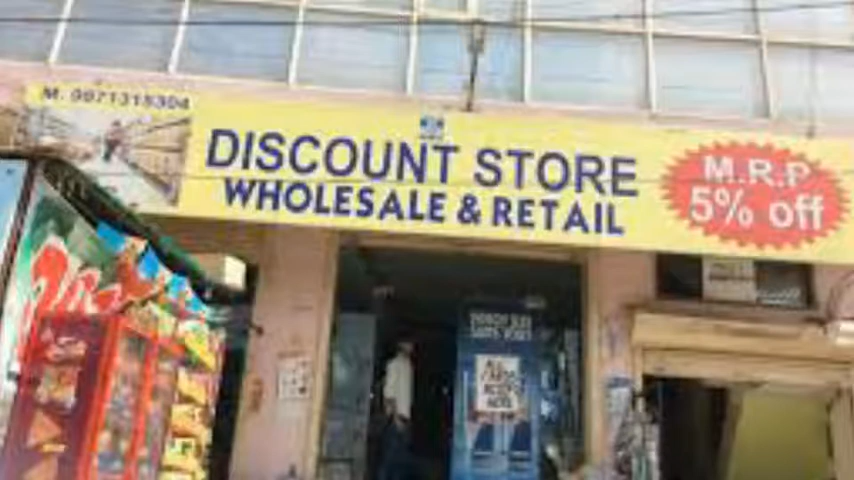 M. 9971315304
DISCOUNT STORE
WHOLESALE & RETAIL
M.R.P
5% off